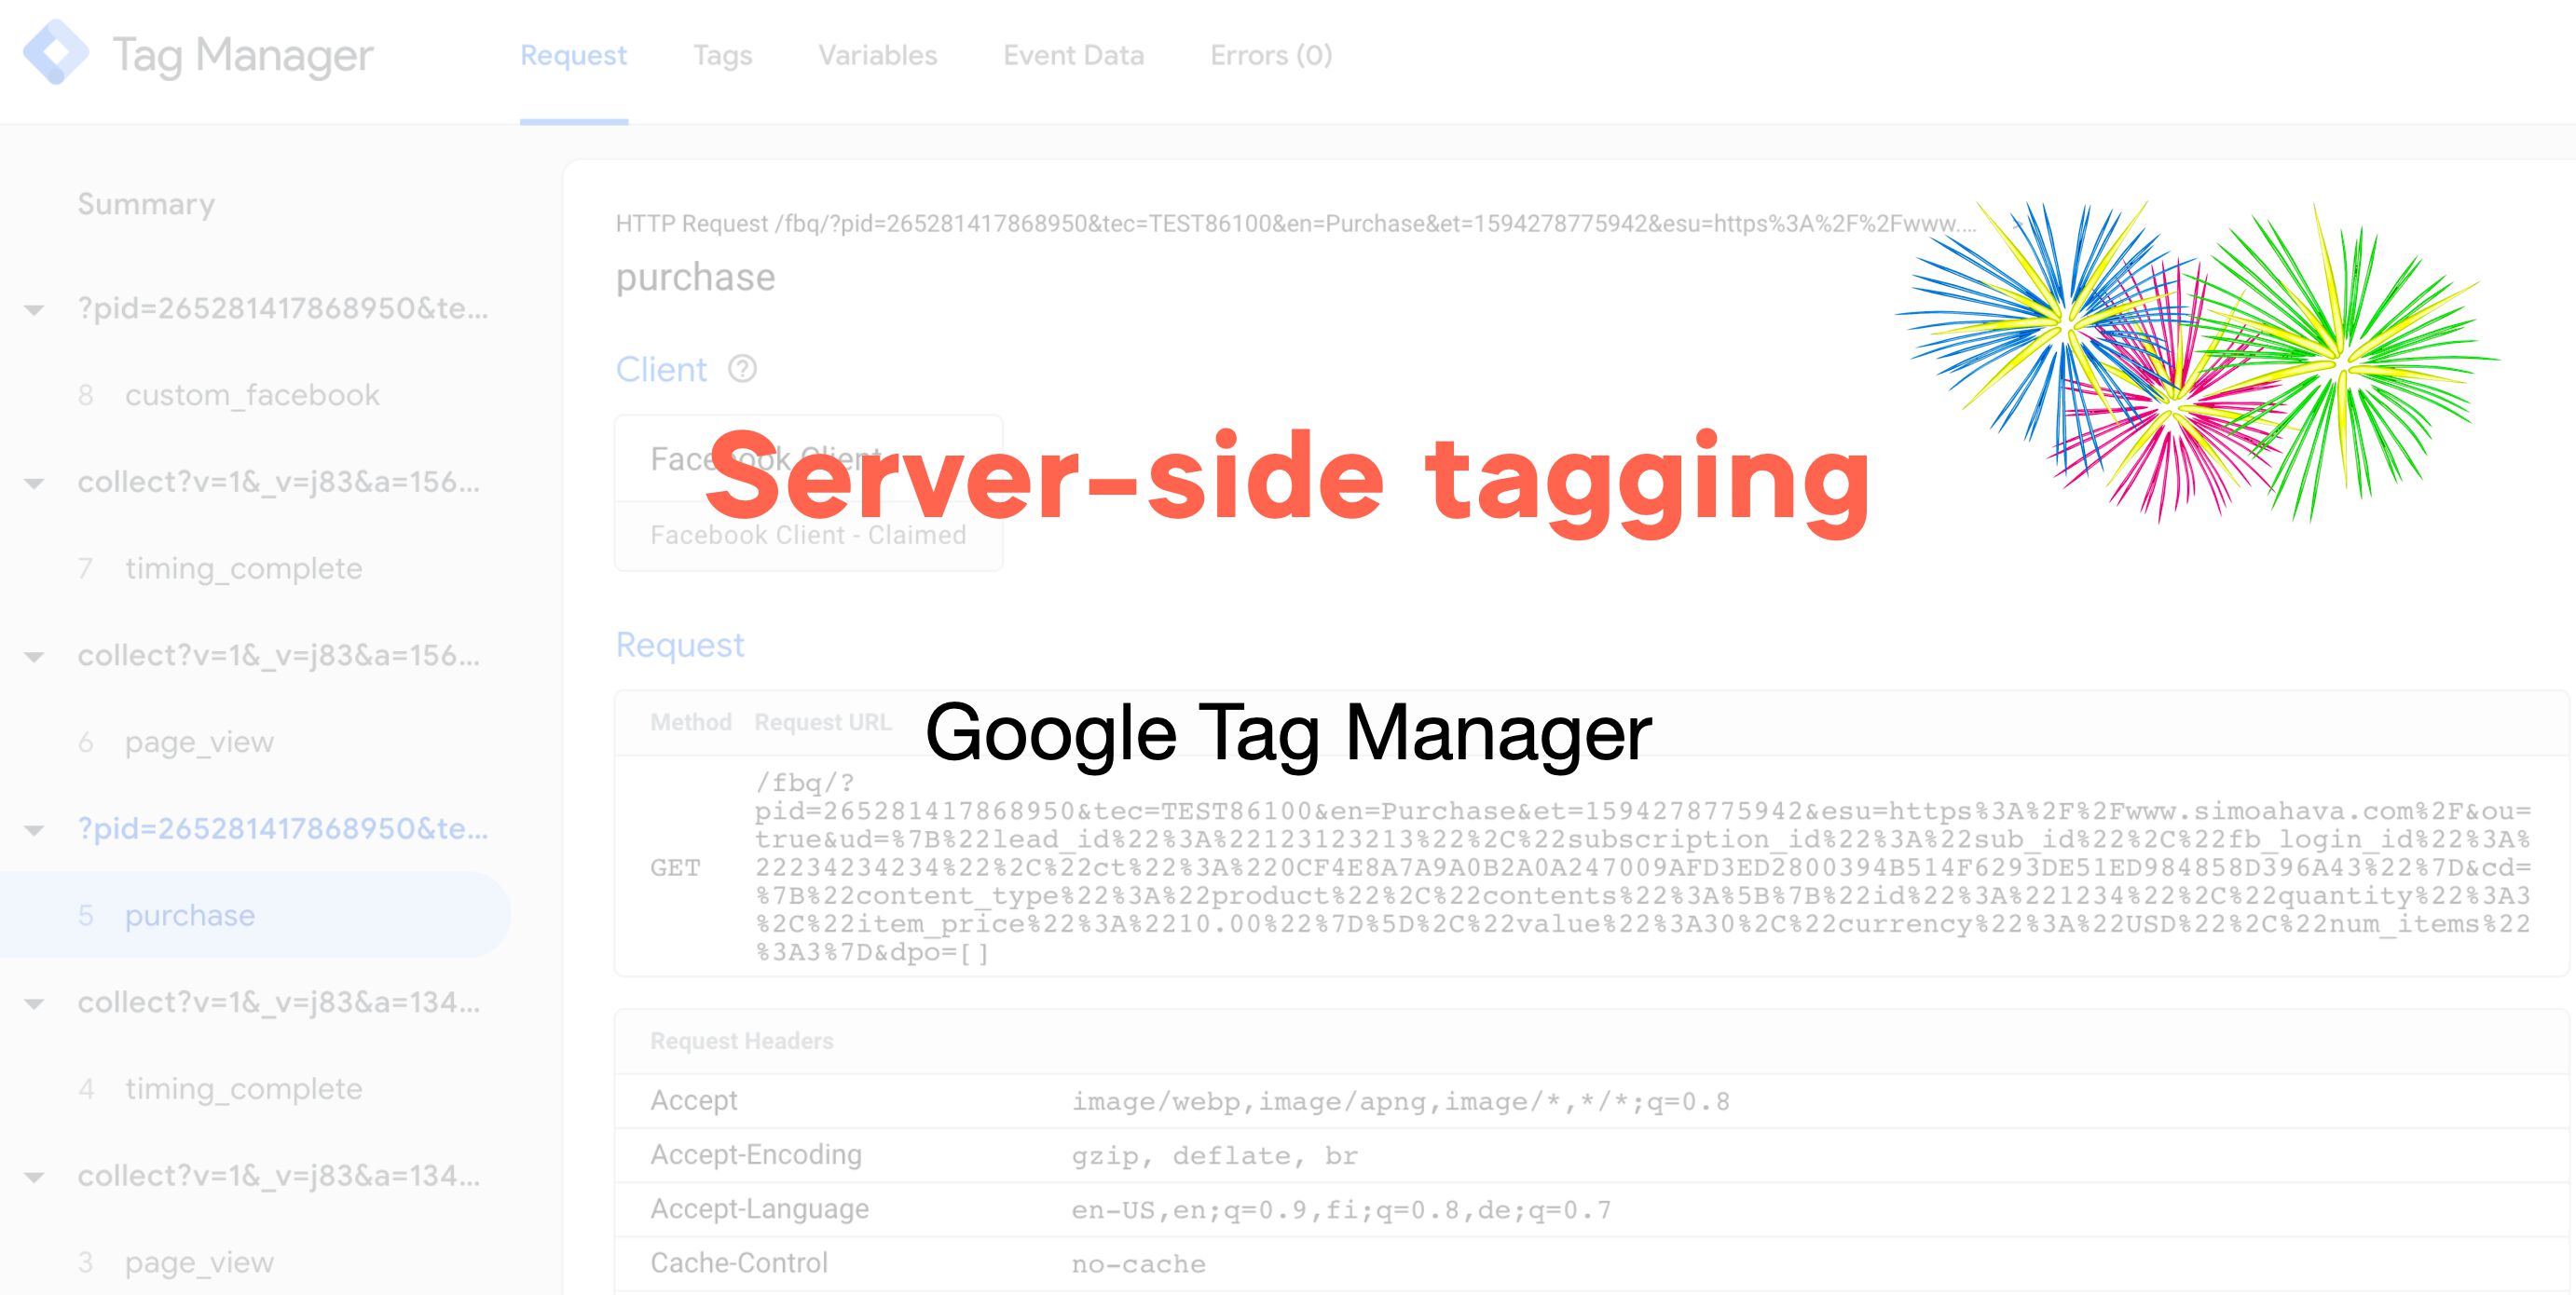 Tag Manager
Request
Tags
Variables
Event Data
Errors (0)
Summary
?pid=265281417868950&te...
8 custom_facebook
collect?v=1&_v=j83&a=156...
7 timing_complete
collect?v=1&_v=j83&a=156...
6 page_view
?pid=265281417868950&te...
5 purchase
collect?v=1&_v=j83&a=134...
4 timing_complete
collect?v=1&_v=j83&a=134...
3 page_view
HTTP Request /fbq/?pid=265281417868950&tec=TEST86100&en=Purchase&et=1594278775942&esu=https%3A%2F%2Fwww....
purchase
Client
Facebook Client
Server-side tagging
Facebook Client - Claimed
Request
Google Tag Manager
Method Request URL
GET
/fbq/?
pid=265281417868950&tec=TEST86100&en=Purchase&et=1594278775942&esu=https%3A%2F%2Fwww.simoahava.com%2F&ou=
true&ud=%7B%22lead_id%22%3A%22123123213%22%2C%22subscription_id%22%3A%22sub_id%22%2C%22fb_login_id%22%3A%
22234234234%22%2C%22ct%22%3A%220CF4E8A7A9A0B2A0A247009AFD3ED2800394B514F6293DE51ED984858D396A43%22%7D&cd=
%7B%22content_type%22%3A%22product%22%2C%22contents%22%3A%5B%7B%22id%22%3A%221234%22%2C%22quantity%22%3A3
%2C%22item_price%22%3A%2210.00%22%7D%5D%2C%22value%22%3A30%2C%22currency%22%3A%22USD%22%2C%22num_items%22
%3A3%7D&dpo=[]
Request Headers
Accept image/webp,image/apng,image/*,*/*;q=0.8
Accept-Encoding gzip, deflate, br
Accept-Language en-US,en;q=0.9,fi;q=0.8,de;q=0.7
Cache-Control no-cache